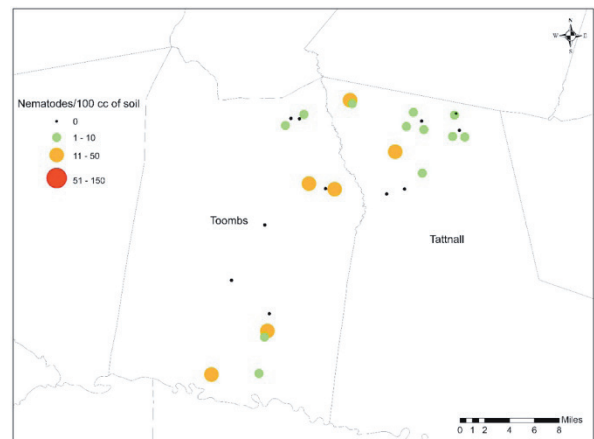 N
W E
Nematodes/100 cc of soil
0
1 - 10
11 - 50
51 - 150
Toombs
Tattnall
Miles
0 1 2 4 6 8